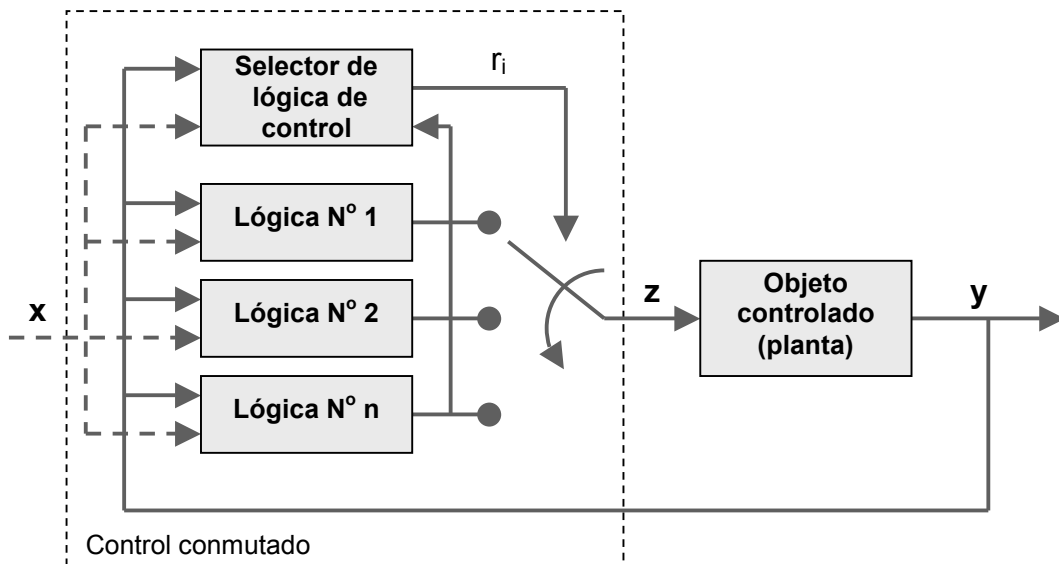 Selector de
lógica de
control
rᵢ
Lógica Nº 1
Lógica Nº 2
Lógica Nº n
x
z
Objeto
controlado
(planta)
y
Control conmutado